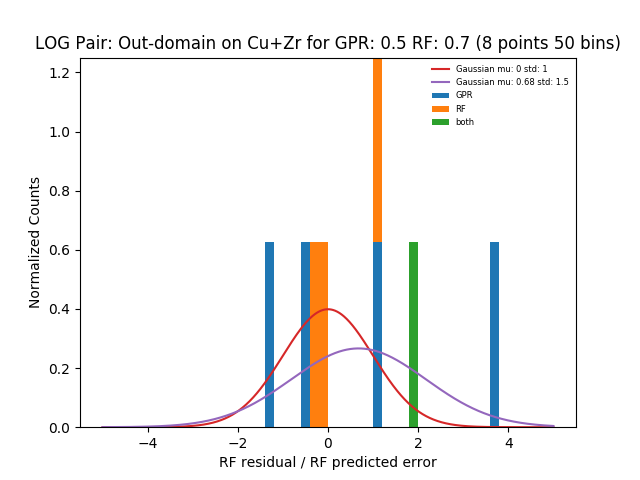 LOG Pair: Out-domain on Cu+Zr for GPR: 0.5 RF: 0.7 (8 points 50 bins)
Gaussian mu: 0 std: 1
Gaussian mu: 0.68 std: 1.5
GPR
RF
both
Normalized Counts
1.2
1.0
0.8
0.6
0.4
0.2
0.0
−4
−2
0
2
4
RF residual / RF predicted error